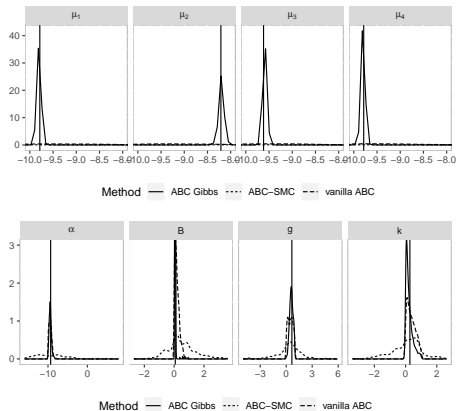 μ1 μ2 μ3 μ4
40
30
20
10
0
−10.0 −9.5 −9.0 −8.5 −8.0 −10.0 −9.5 −9.0 −8.5 −8.0 −10.0 −9.5 −9.0 −8.5 −8.0 −10.0 −9.5 −9.0 −8.5 −8.0
Method ABC Gibbs ABC−SMC vanilla ABC
α B g k
3
2
1
0
−10 0 −2 0 2 −3 0 3 6 −2 0 2
Method ABC Gibbs ABC−SMC vanilla ABC